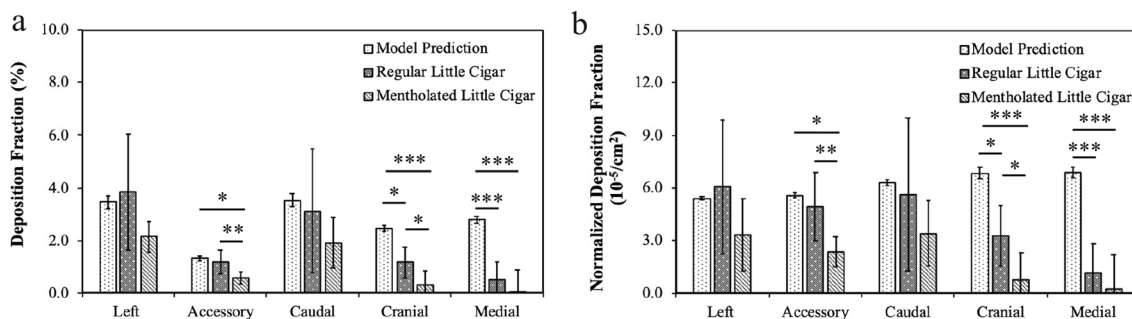 a
Deposition Fraction (%)
10.0
8.0
6.0
4.0
2.0
0.0
Model Prediction
Regular Little Cigar
Mentholated Little Cigar
*
**
***
*
*
***
***
Left Accessory Caudal Cranial Medial
b
Normalized Deposition Fraction
(10⁻⁵/cm²)
15.0
12.0
9.0
6.0
3.0
0.0
Model Prediction
Regular Little Cigar
Mentholated Little Cigar
*
**
***
*
*
***
***
Left Accessory Caudal Cranial Medial